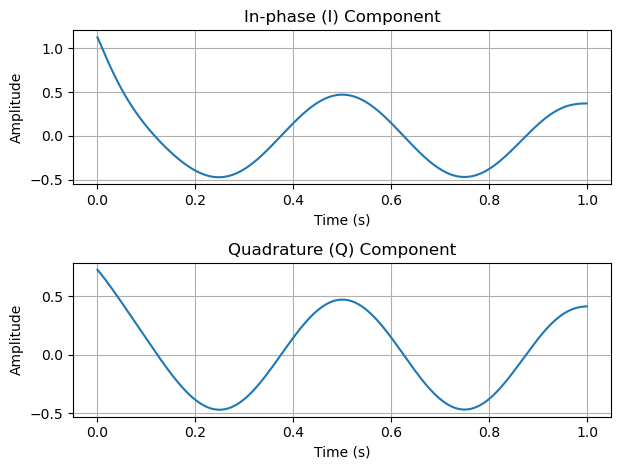 In-phase (I) Component
1.0
0.5
0.0
−0.5
Amplitude
0.0 0.2 0.4 0.6 0.8 1.0
Time (s)
Quadrature (Q) Component
0.5
0.0
−0.5
Amplitude
0.0 0.2 0.4 0.6 0.8 1.0
Time (s)